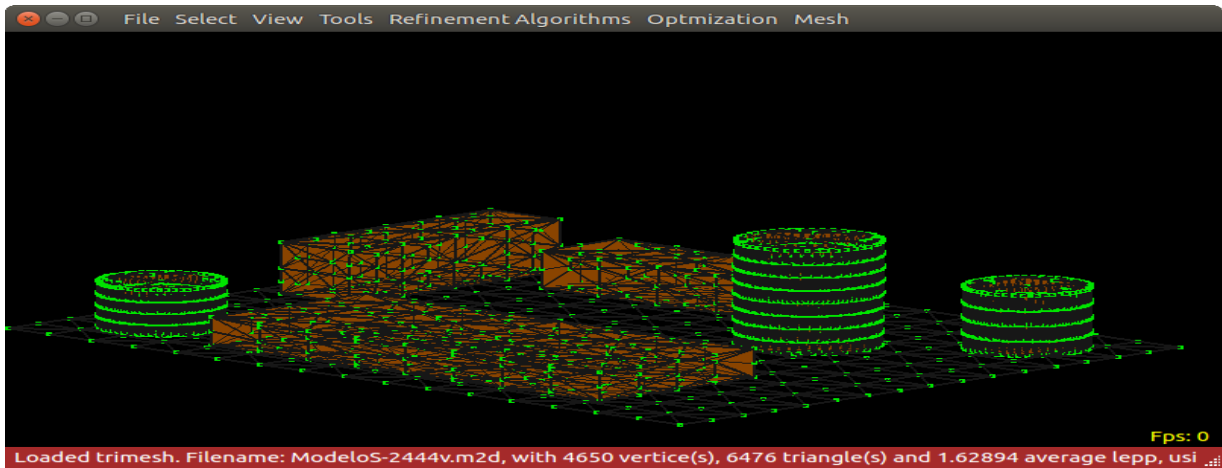 File Select View Tools Refinement Algorithms Optmization Mesh
Fps: 0
Loaded trimesh. Filename: ModeloS-2444v.m2d, with 4650 vertice(s), 6476 triangle(s) and 1.62894 average lepp, usi